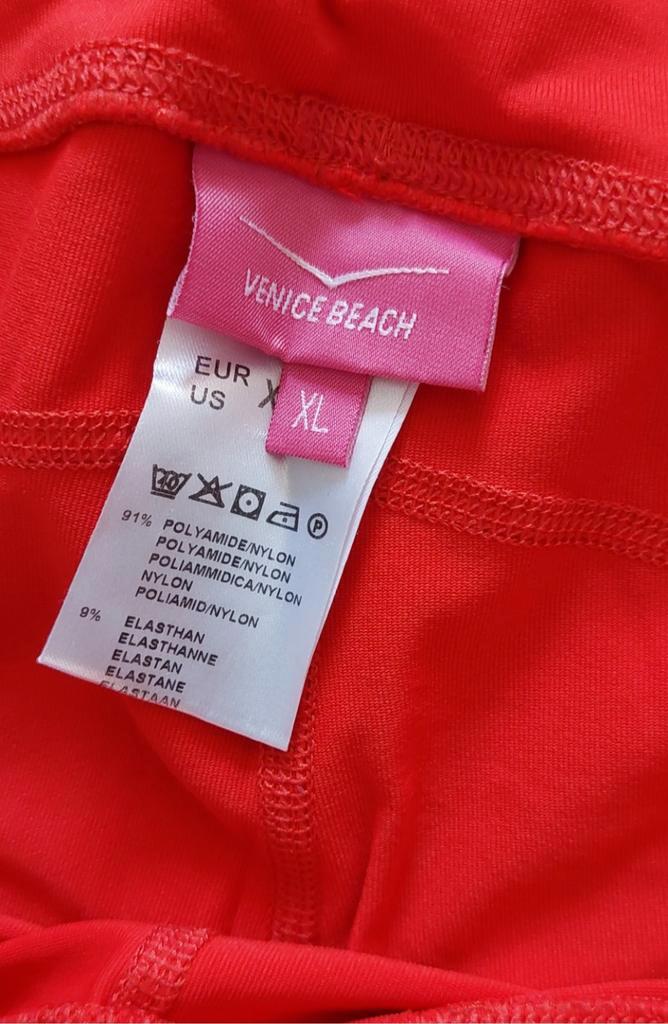 VENICE BEACH
XL
EUR X
US X
40
P
91% POLYAMIDE/NYLON
POLYAMIDE/NYLON
POLIAMMIDICA/NYLON
NYLON
POLIAMID/NYLON
9% ELASTHAN
ELASTHANNE
ELASTAN
ELASTANE
ELASTAAN